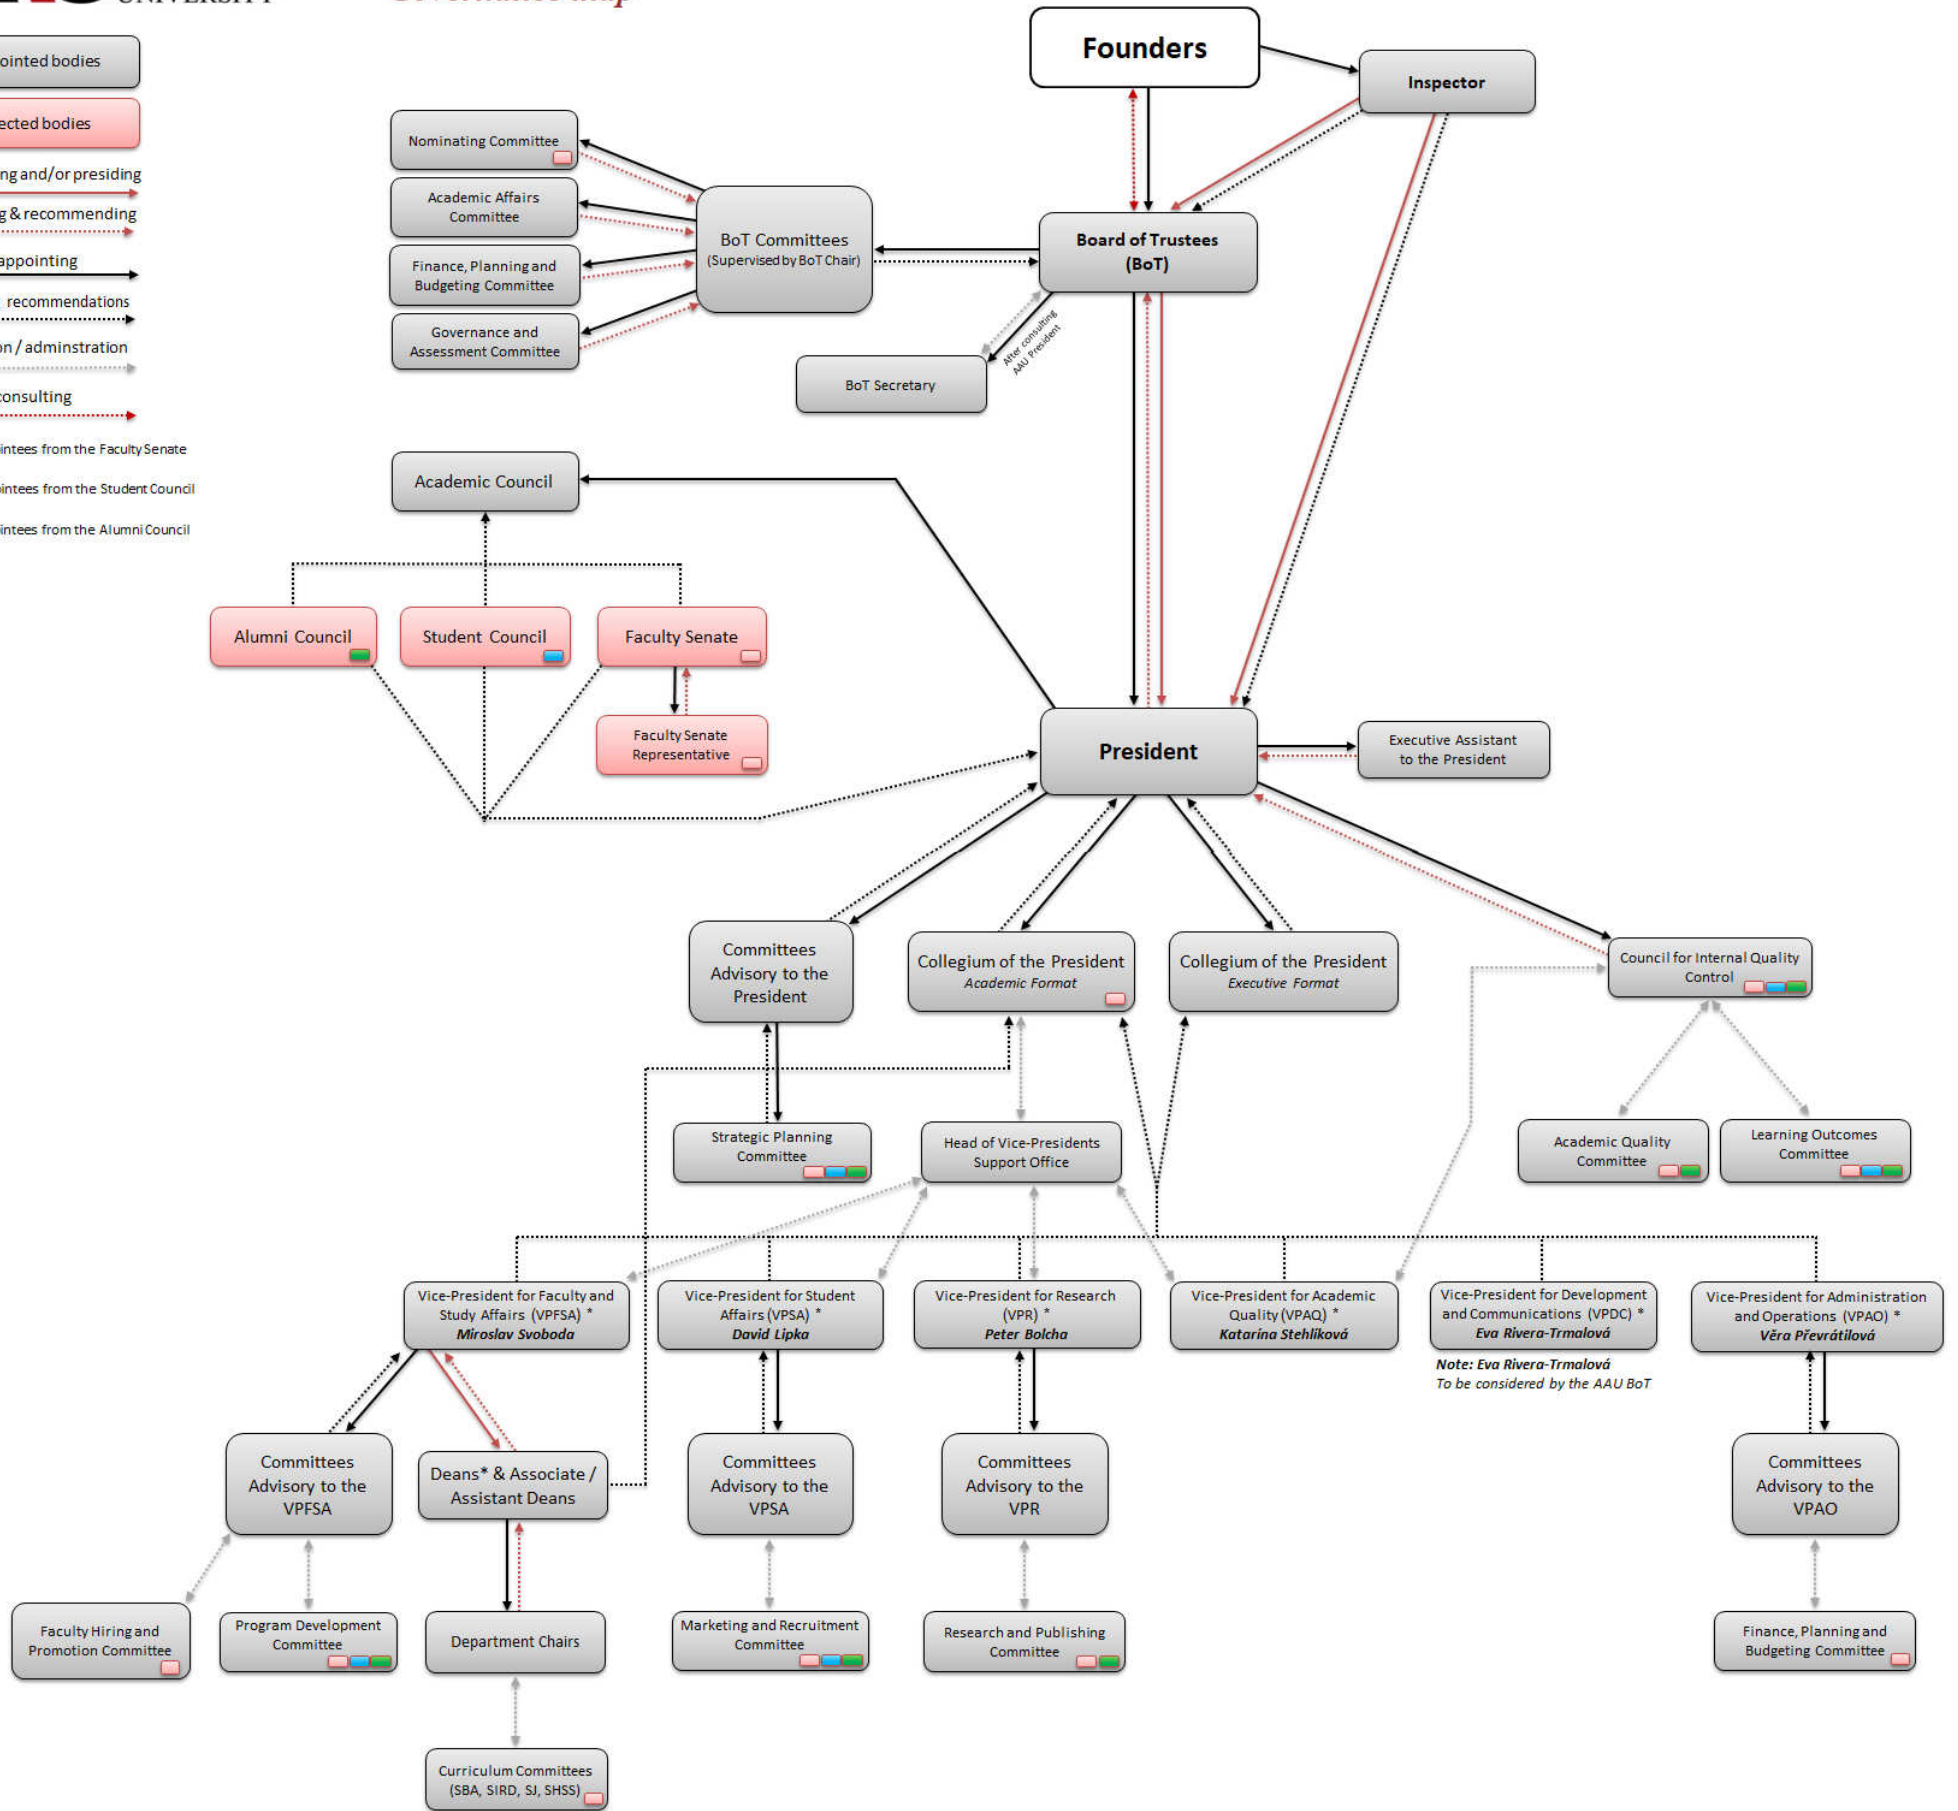 Founders
Inspector
ointed bodies
ected bodies
ng and/or presiding
g & recommending
appointing
recommendations
on / adminstration
consulting
intees from the Faculty Senate
intees from the Student Council
intees from the Alumni Council
Nominating Committee
Academic Affairs
Committee
Finance, Planning and
Budgeting Committee
Governance and
Assessment Committee
BoT Committees
(Supervised by BoT Chair)
Board of Trustees
(BoT)
After consulting
AAU President
BoT Secretary
Academic Council
Alumni Council
Student Council
Faculty Senate
Faculty Senate
Representative
President
Executive Assistant
to the President
Committees
Advisory to the
President
Collegium of the President
Academic Format
Collegium of the President
Executive Format
Council for Internal Quality
Control
Strategic Planning
Committee
Head of Vice-Presidents
Support Office
Academic Quality
Committee
Learning Outcomes
Committee
Vice-President for Faculty and
Study Affairs (VPFSA) *
Miroslav Svoboda
Vice-President for Student
Affairs (VPSA) *
David Lipka
Vice-President for Research
(VPR) *
Peter Bolcha
Vice-President for Academic
Quality (VPAQ) *
Katarína Stehlíková
Vice-President for Development
and Communications (VPDC) *
Eva Rivera-Trmalová
Note: Eva Rivera-Trmalová
To be considered by the AAU BoT
Vice-President for Administration
and Operations (VPAO) *
Věra Převrátilová
Committees
Advisory to the
VPFSA
Deans* & Associate /
Assistant Deans
Committees
Advisory to the
VPSA
Committees
Advisory to the
VPR
Committees
Advisory to the
VPAO
Faculty Hiring and
Promotion Committee
Program Development
Committee
Department Chairs
Marketing and Recruitment
Committee
Research and Publishing
Committee
Finance, Planning and
Budgeting Committee
Curriculum Committees
(SBA, SIRD, SJ, SHSS)